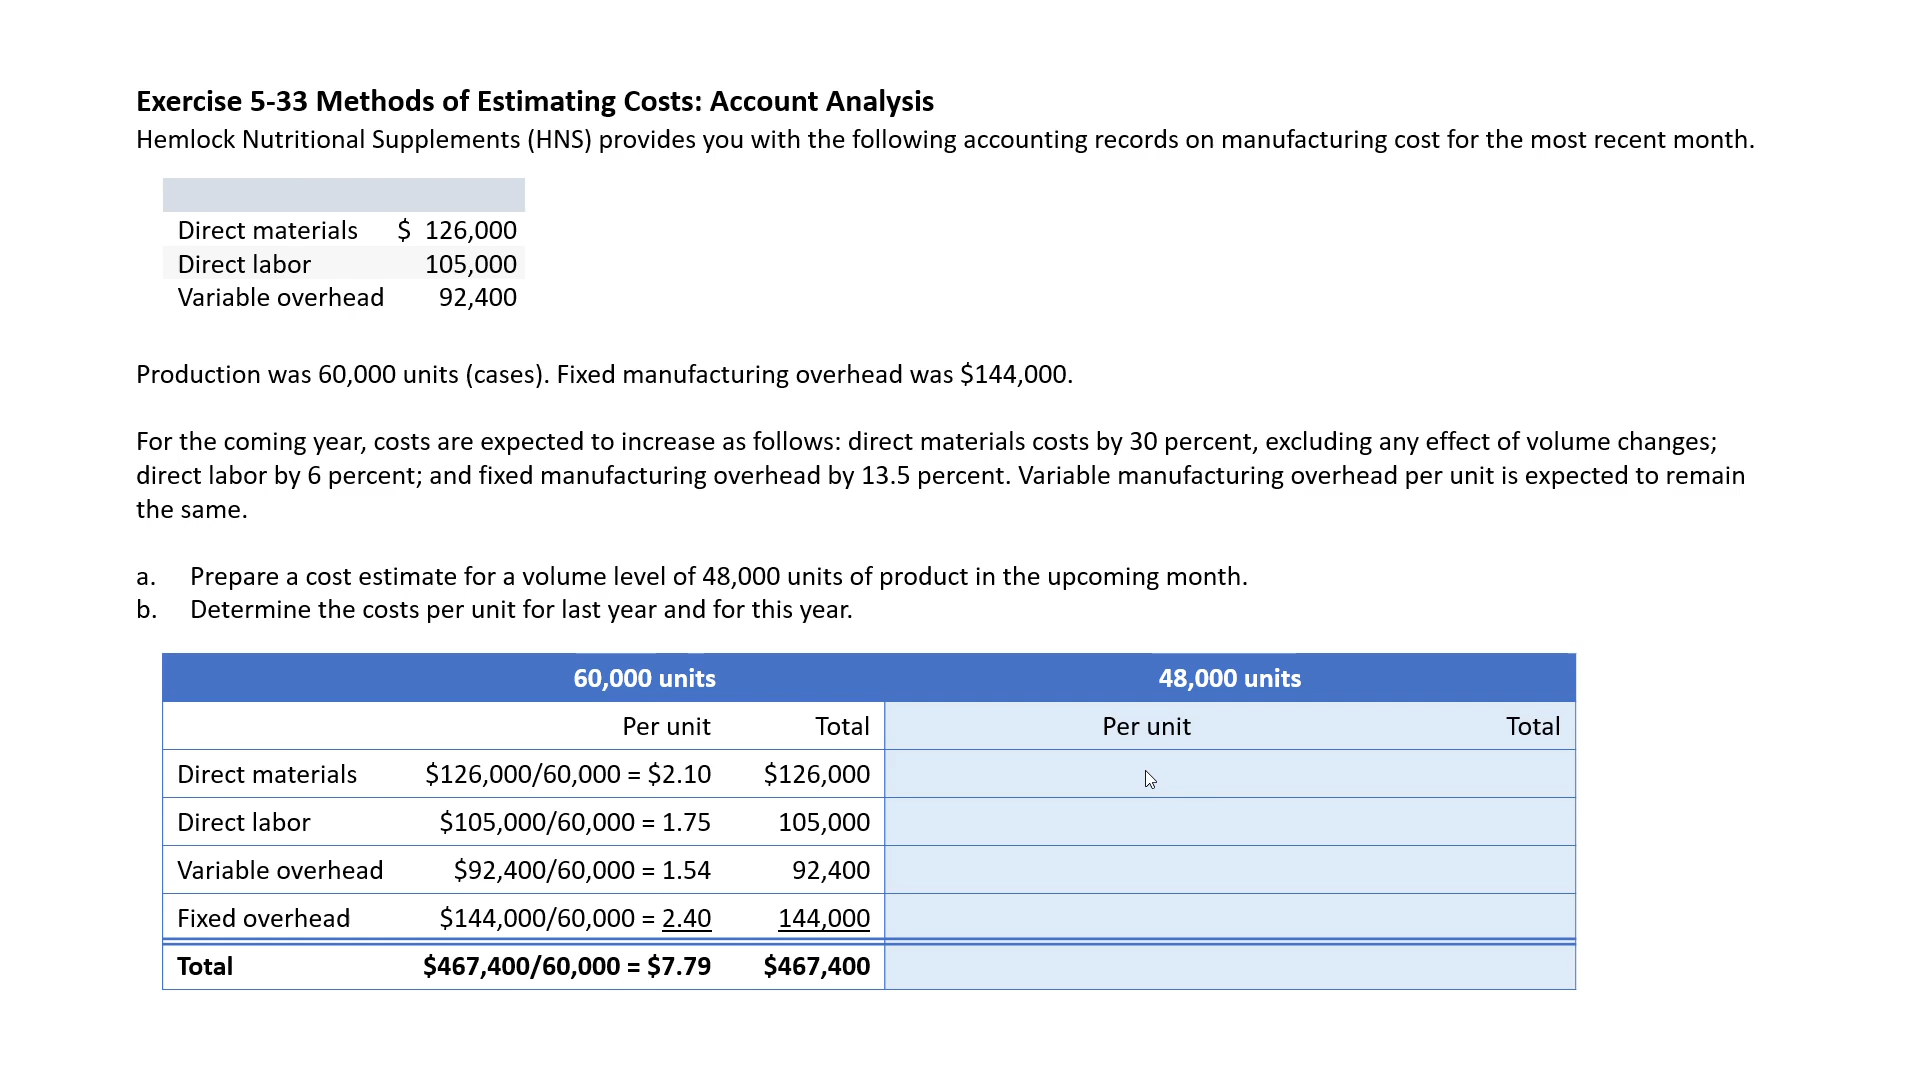 Exercise 5-33 Methods of Estimating Costs: Account Analysis
Hemlock Nutritional Supplements (HNS) provides you with the following accounting records on manufacturing cost for the most recent month.
Direct materials $ 126,000
Direct labor 105,000
Variable overhead 92,400
Production was 60,000 units (cases). Fixed manufacturing overhead was $144,000.
For the coming year, costs are expected to increase as follows: direct materials costs by 30 percent, excluding any effect of volume changes;
direct labor by 6 percent; and fixed manufacturing overhead by 13.5 percent. Variable manufacturing overhead per unit is expected to remain
the same.
a. Prepare a cost estimate for a volume level of 48,000 units of product in the upcoming month.
b. Determine the costs per unit for last year and for this year.
60,000 units 48,000 units
Per unit Total Per unit Total
Direct materials $126,000/60,000 = $2.10 $126,000
Direct labor $105,000/60,000 = 1.75 105,000
Variable overhead $92,400/60,000 = 1.54 92,400
Fixed overhead $144,000/60,000 = 2.40 144,000
Total $467,400/60,000 = $7.79 $467,400